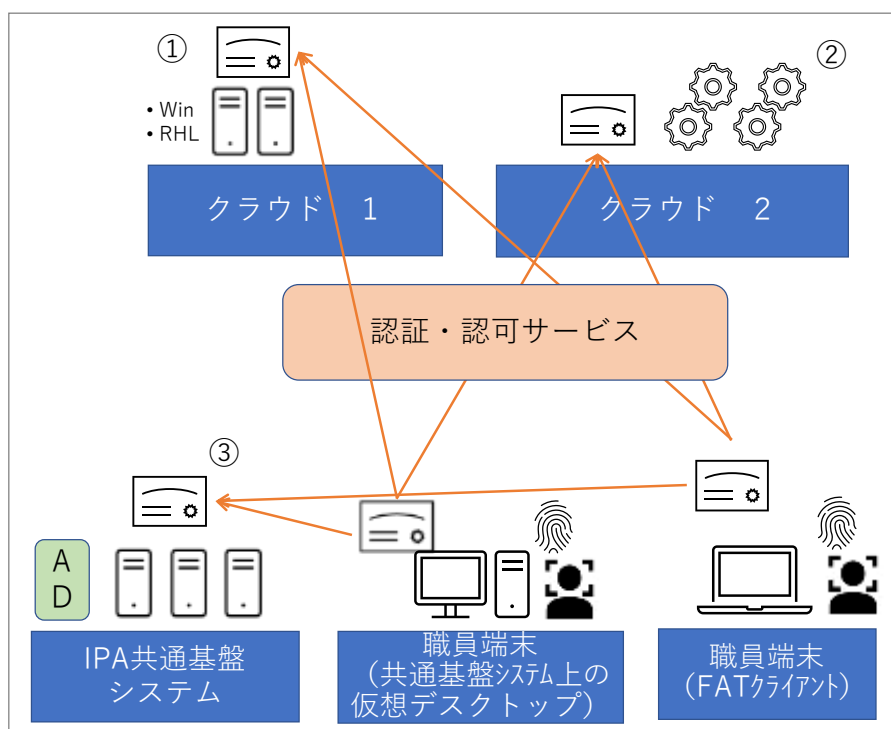 ①
②
• Win
• RHL
クラウド 1
クラウド 2
認証・認可サービス
③
A
D
IPA共通基盤
システム
職員端末
（共通基盤ｼｽﾃﾑ上の
仮想デスクトップ）
職員端末
(FATｸﾗｲｱﾝﾄ)